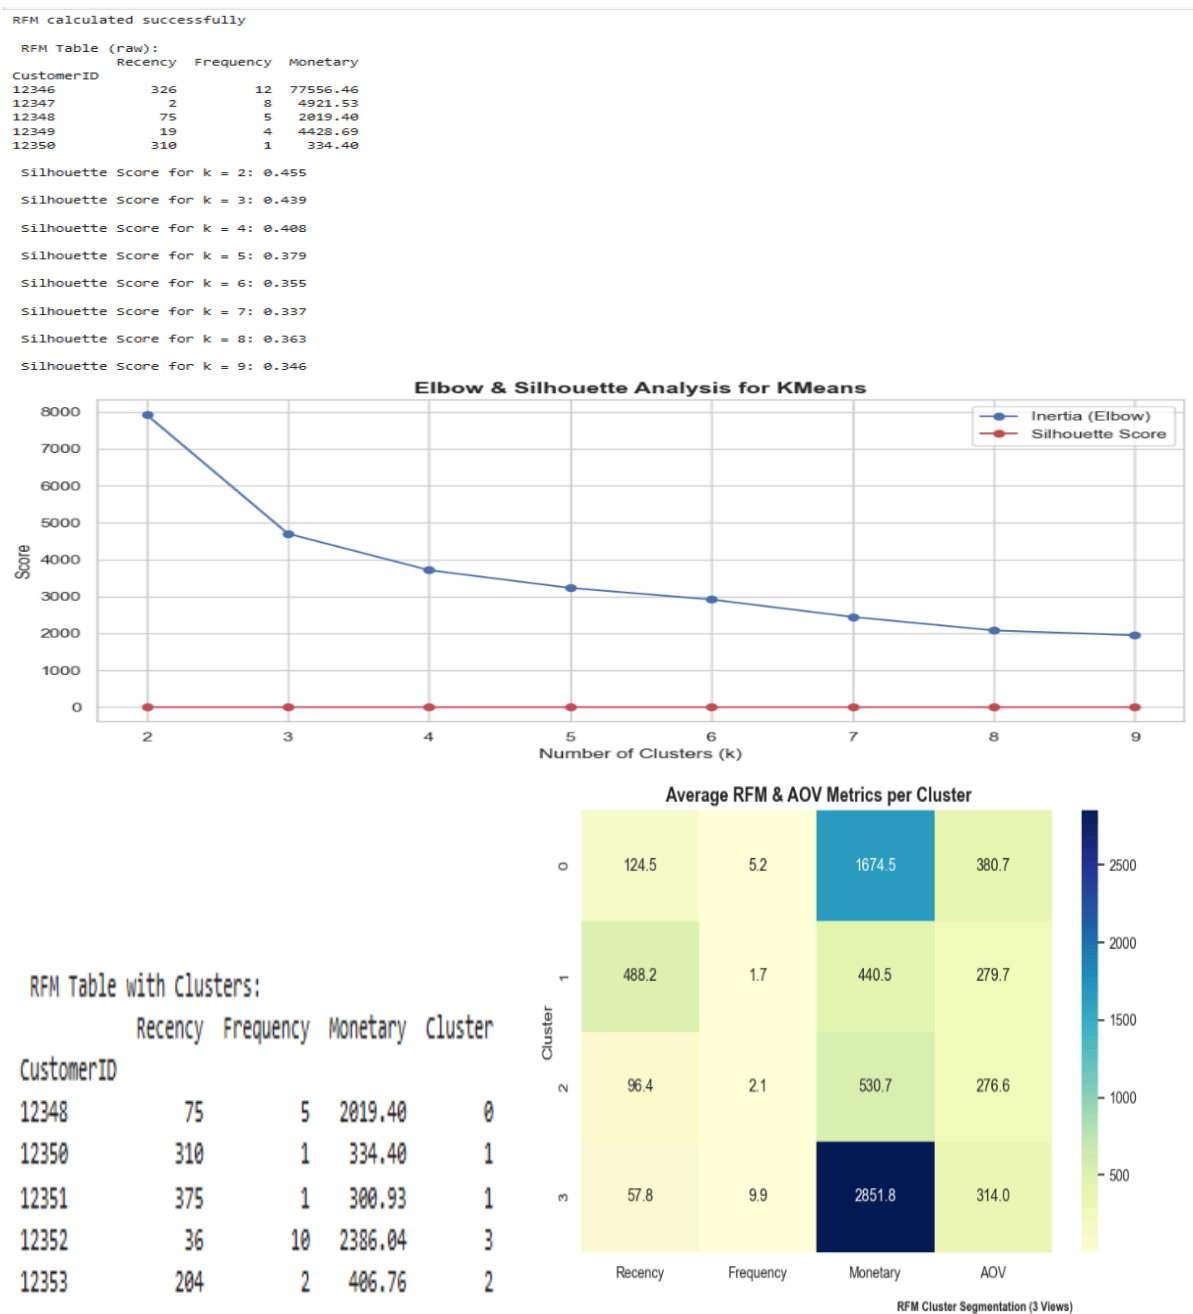 RFM calculated successfully
RFM Table (raw):
Recency Frequency Monetary
CustomerID
12346 326 12 77556.46
12347 2 8 4921.53
12348 75 5 2019.40
12349 19 4 4428.69
12350 310 1 334.40
Silhouette Score for k = 2: 0.455
Silhouette Score for k = 3: 0.439
Silhouette Score for k = 4: 0.408
Silhouette Score for k = 5: 0.379
Silhouette Score for k = 6: 0.355
Silhouette Score for k = 7: 0.337
Silhouette Score for k = 8: 0.363
Silhouette Score for k = 9: 0.346
Elbow & Silhouette Analysis for KMeans
Inertia (Elbow)
Silhouette Score
8000
7000
6000
5000
4000
3000
2000
1000
0
Score
2 3 4 5 6 7 8 9
Number of Clusters (k)
RFM Table with Clusters:
Recency Frequency Monetary Cluster
CustomerID
12348 75 5 2019.40 0
12350 310 1 334.40 1
12351 375 1 300.93 1
12352 36 10 2386.04 3
12353 204 2 406.76 2
Average RFM & AOV Metrics per Cluster
0 124.5 5.2 1674.5 380.7
1 488.2 1.7 440.5 279.7
2 96.4 2.1 530.7 276.6
3 57.8 9.9 2851.8 314.0
Cluster
Recency Frequency Monetary AOV
2500
2000
1500
1000
500
RFM Cluster Segmentation (3 Views)